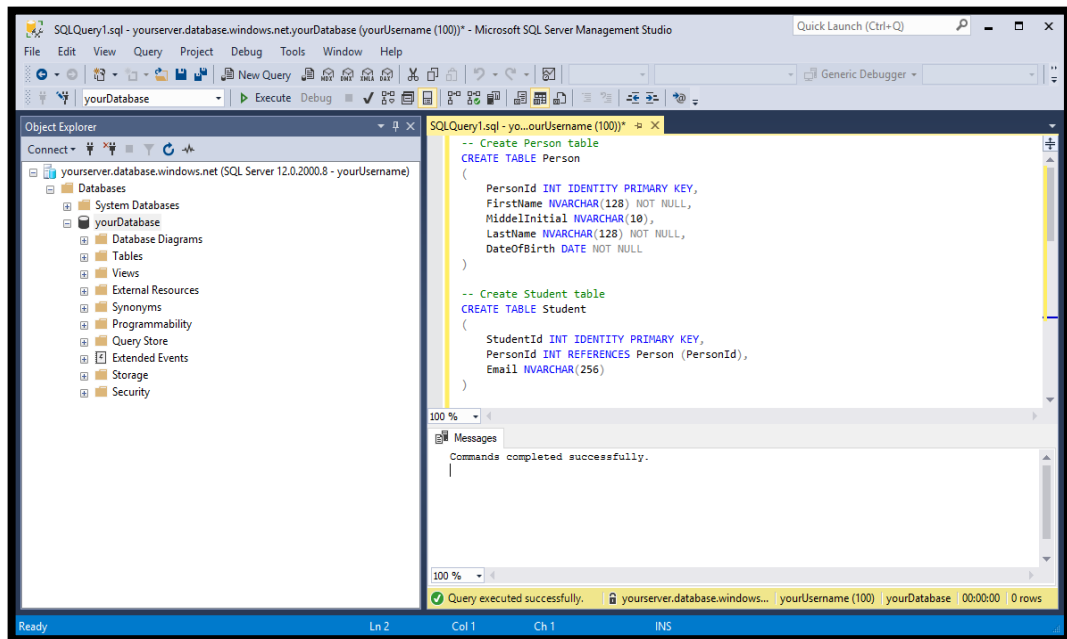 SQLQuery1.sql - yourserver.database.windows.net.yourDatabase (yourUsername (100))* - Microsoft SQL Server Management Studio
Quick Launch (Ctrl+Q)
File Edit View Query Project Debug Tools Window Help
New Query MDX DMX XMLA DAX Generic Debugger
yourDatabase Execute Debug
Object Explorer
Connect
yourserver.database.windows.net (SQL Server 12.0.2000.8 - yourUsername)
Databases
System Databases
yourDatabase
Database Diagrams
Tables
Views
External Resources
Synonyms
Programmability
Query Store
Extended Events
Storage
Security
SQLQuery1.sql - yo...ourUsername (100))*
-- Create Person table
CREATE TABLE Person
(
PersonId INT IDENTITY PRIMARY KEY,
FirstName NVARCHAR(128) NOT NULL,
MiddelInitial NVARCHAR(10),
LastName NVARCHAR(128) NOT NULL,
DateOfBirth DATE NOT NULL
)
-- Create Student table
CREATE TABLE Student
(
StudentId INT IDENTITY PRIMARY KEY,
PersonId INT REFERENCES Person (PersonId),
Email NVARCHAR(256)
)
100 %
Messages
Commands completed successfully.
100 %
Query executed successfully. yourserver.database.windows... yourUsername (100) yourDatabase 00:00:00 0 rows
Ready Ln 2 Col 1 Ch 1 INS